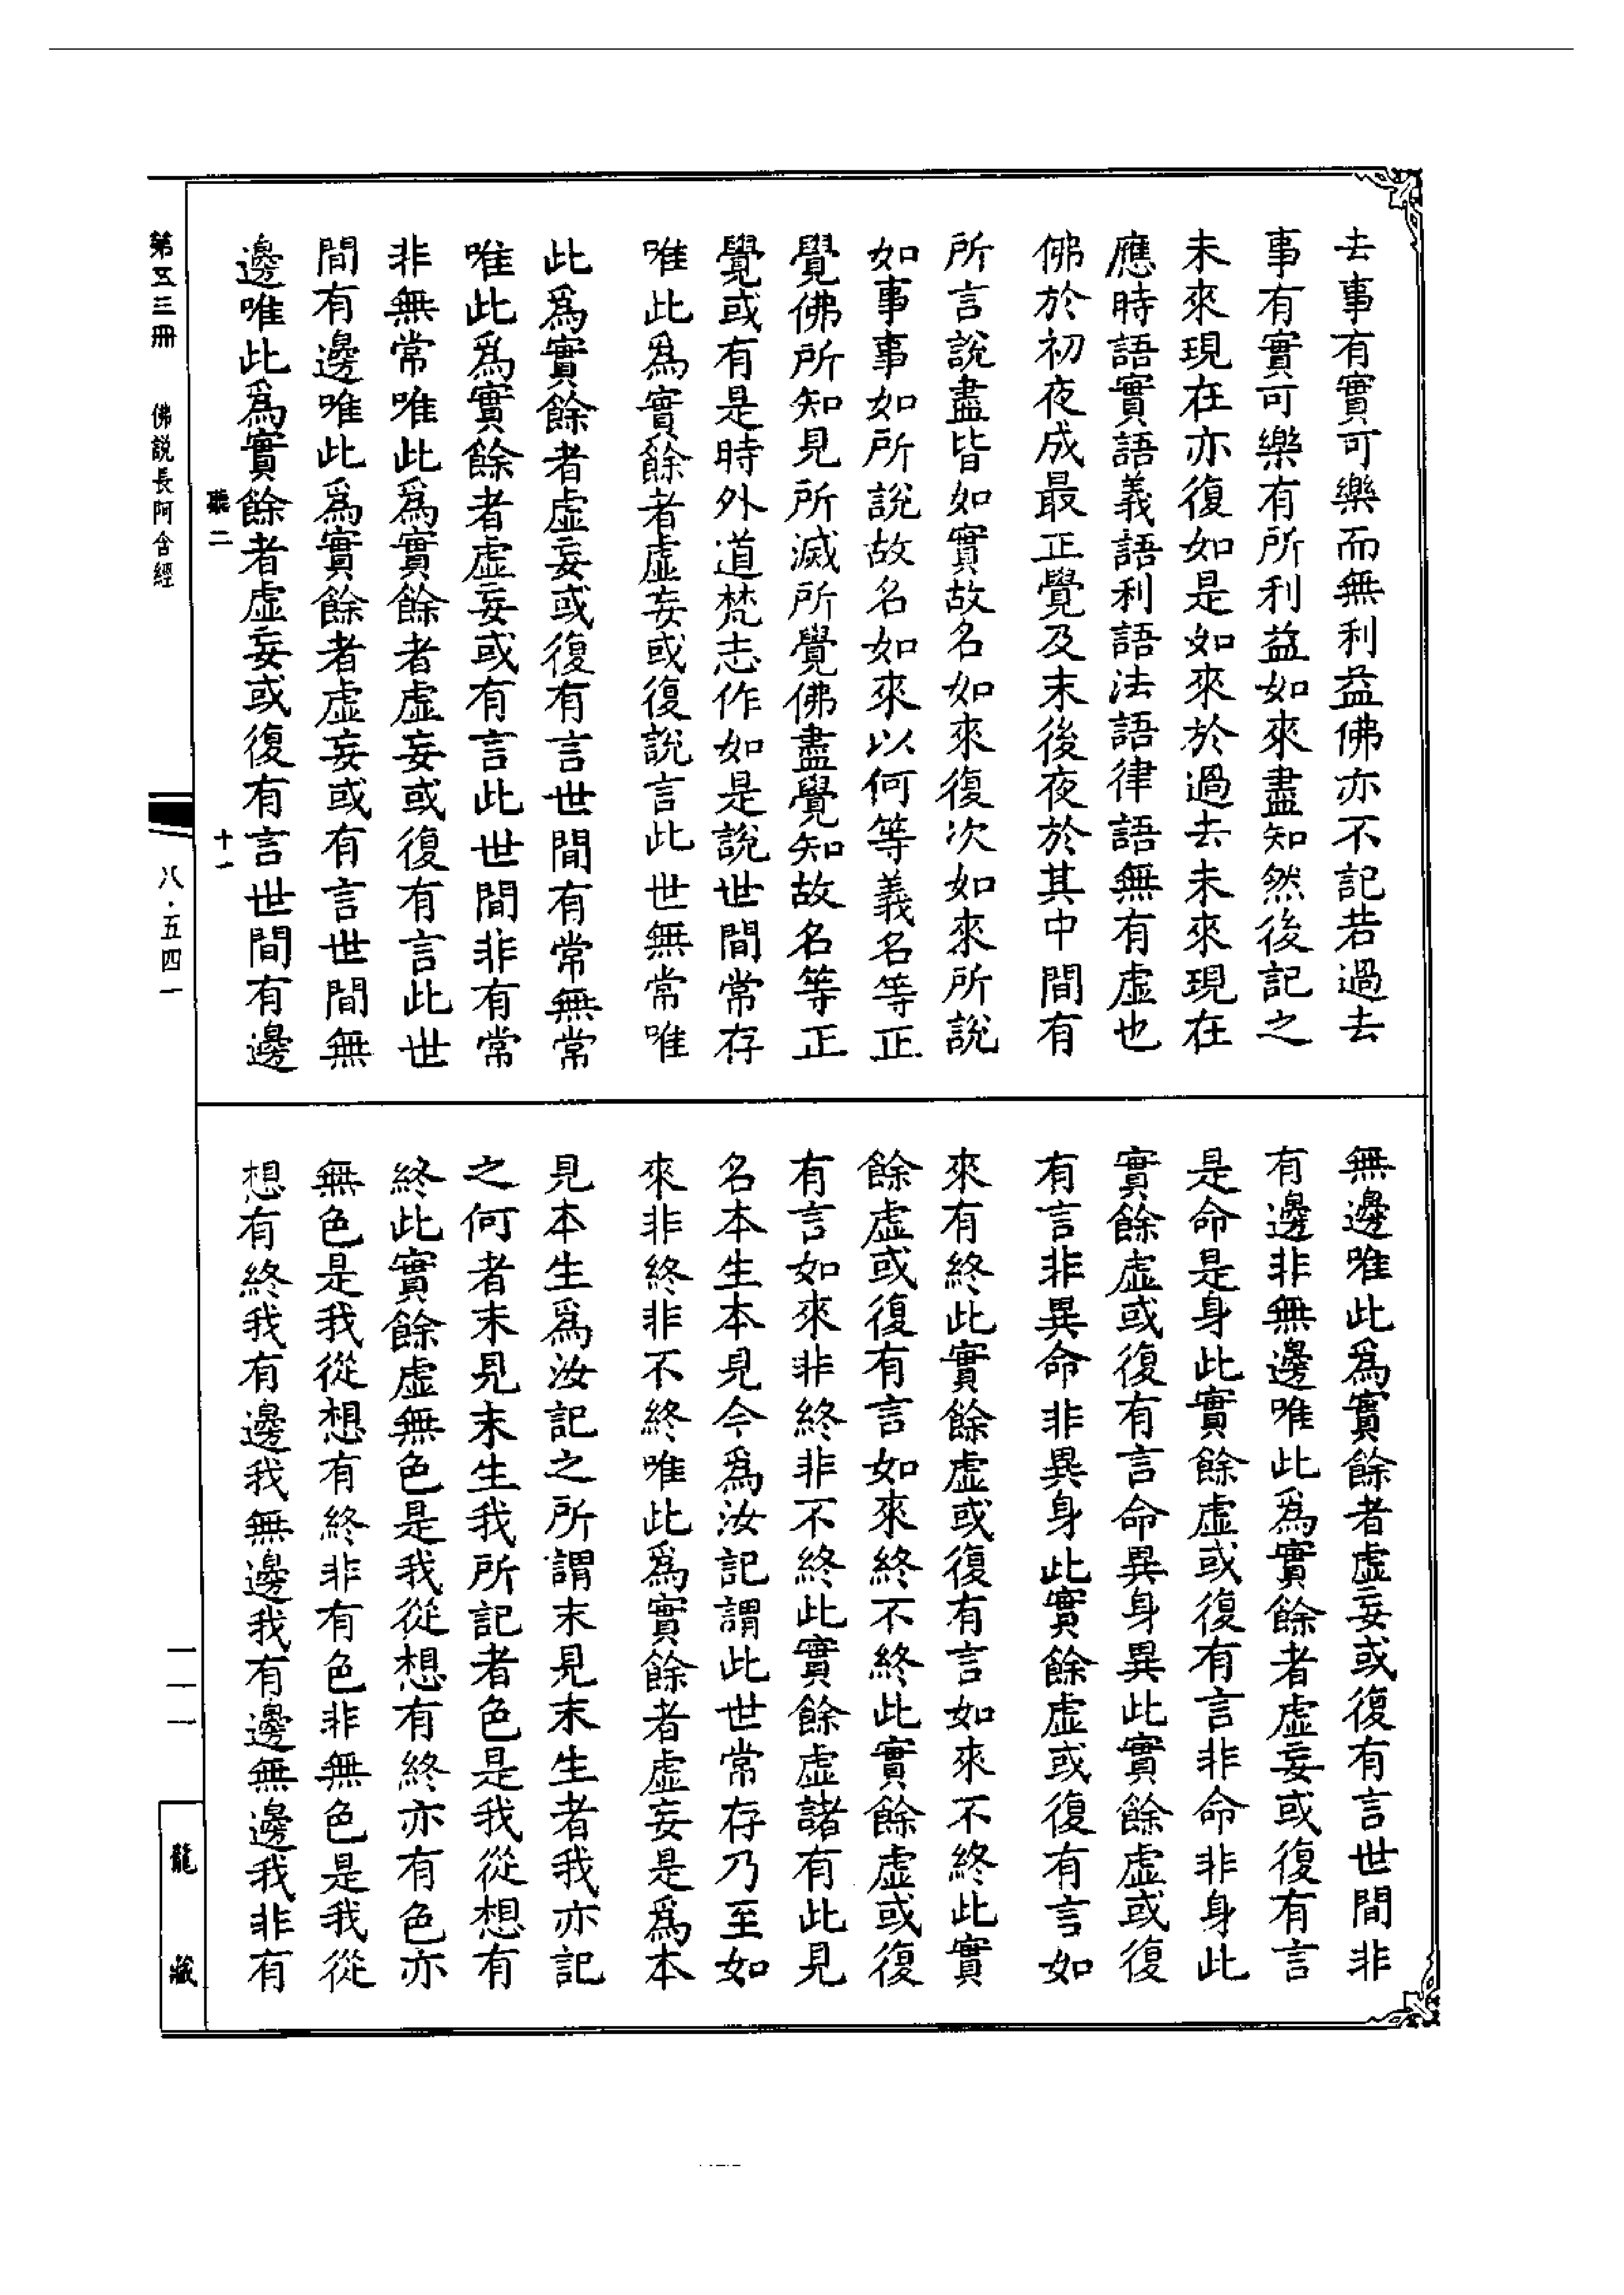 去事有實可樂而無利益佛亦不記若過去
事有實可樂有所利益如來盡知然後記之
未來現在亦復如是如來於過去未來現在
應時語實語義語利語法語律語無有虛也
佛於初夜成最正覺及末後夜於其中間有
所言說盡皆如實故名如來復次如來所說
如事事如所說故名如來以何等義名等正
覺佛所知見所滅所覺佛盡覺知故名等正
覺或有是時外道梵志作如是說世間常存
唯此為實餘者虛妄或復說言此世無常唯
此為實餘者虛妄或復有言世間有常無常
唯此為實餘者虛妄或有言此世間非有常
非無常唯此為實餘者虛妄或復有言此世
間有邊唯此為實餘者虛妄或有言世間無
邊唯此為實餘者虛妄或復有言世間有邊
無邊唯此為實餘者虛妄或復有言世間非
有邊非無邊唯此為實餘者虛妄或復有言
是命是身此實餘虛或復有言非命非身此
實餘虛或復有言命異身異此實餘虛或復
有言非異命非異身此實餘虛或復有言如
來有終此實餘虛或復有言如來不終此實
餘虛或復有言如來終不終此實餘虛或復
有言如來非終非不終此實餘虛諸有此見
名本生本見今為汝記謂此世常存乃至如
來非終非不終唯此為實餘者虛妄是為本
見本生為汝記之所謂末見末生者我亦記
之何者末見末生我所記者色是我從想有
終此實餘虛無色是我從想有終亦有色亦
無色是我從想有終非有色非無色是我從
想有終我有邊我無邊我有邊無邊我非有
聽二
十一
第五三冊 佛說長阿含經
八·五四一
一一一
龍藏